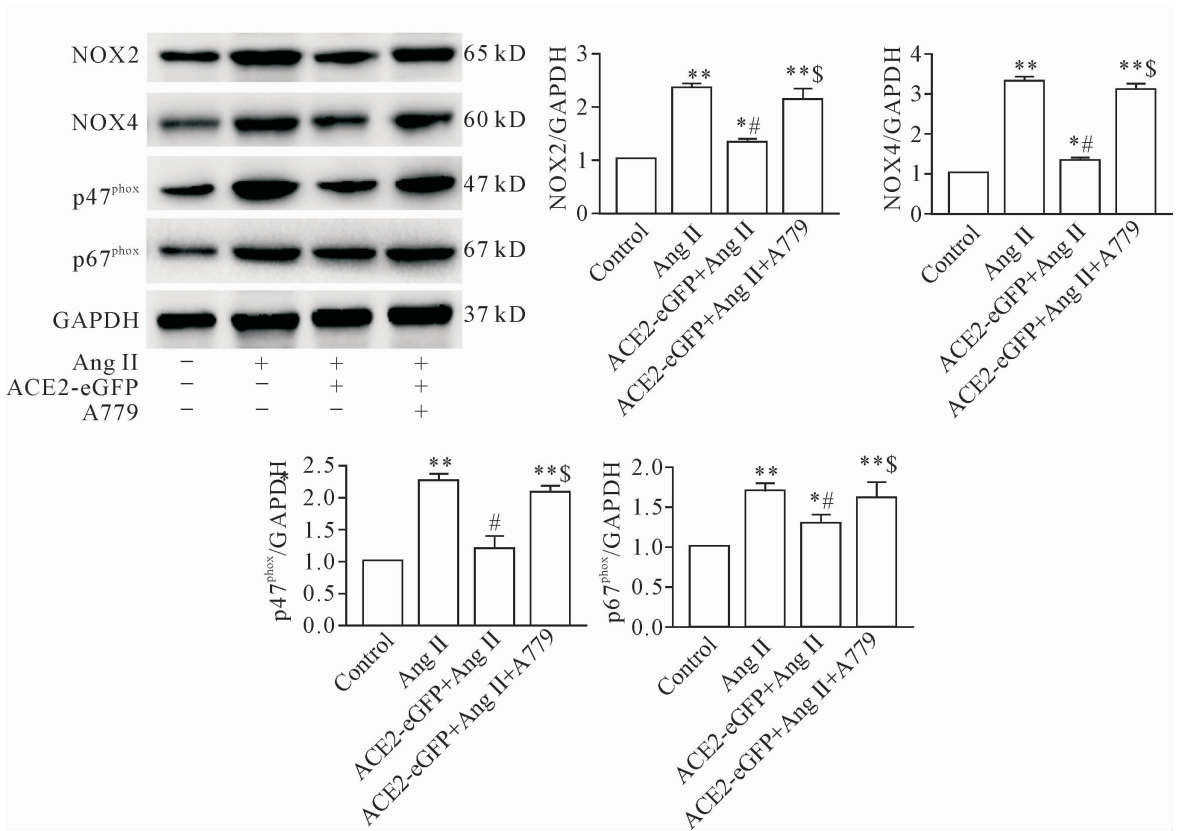 NOX2 65 kD
NOX4 60 kD
p47phox 47 kD
p67phox 67 kD
GAPDH 37 kD
Ang II − + + +
ACE2-eGFP − − + +
A779 − − − +
NOX2/GAPDH
3
2
1
0
**
*#
**$
Control
Ang II
ACE2-eGFP+Ang II
ACE2-eGFP+Ang II+A779
NOX4/GAPDH
4
3
2
1
0
**
*#
**$
Control
Ang II
ACE2-eGFP+Ang II
ACE2-eGFP+Ang II+A779
p47phox/GAPDH
2.5
2.0
1.5
1.0
0.5
0.0
**
#
**$
Control
Ang II
ACE2-eGFP+Ang II
ACE2-eGFP+Ang II+A779
p67phox/GAPDH
2.0
1.5
1.0
0.5
0.0
**
*#
**$
Control
Ang II
ACE2-eGFP+Ang II
ACE2-eGFP+Ang II+A779